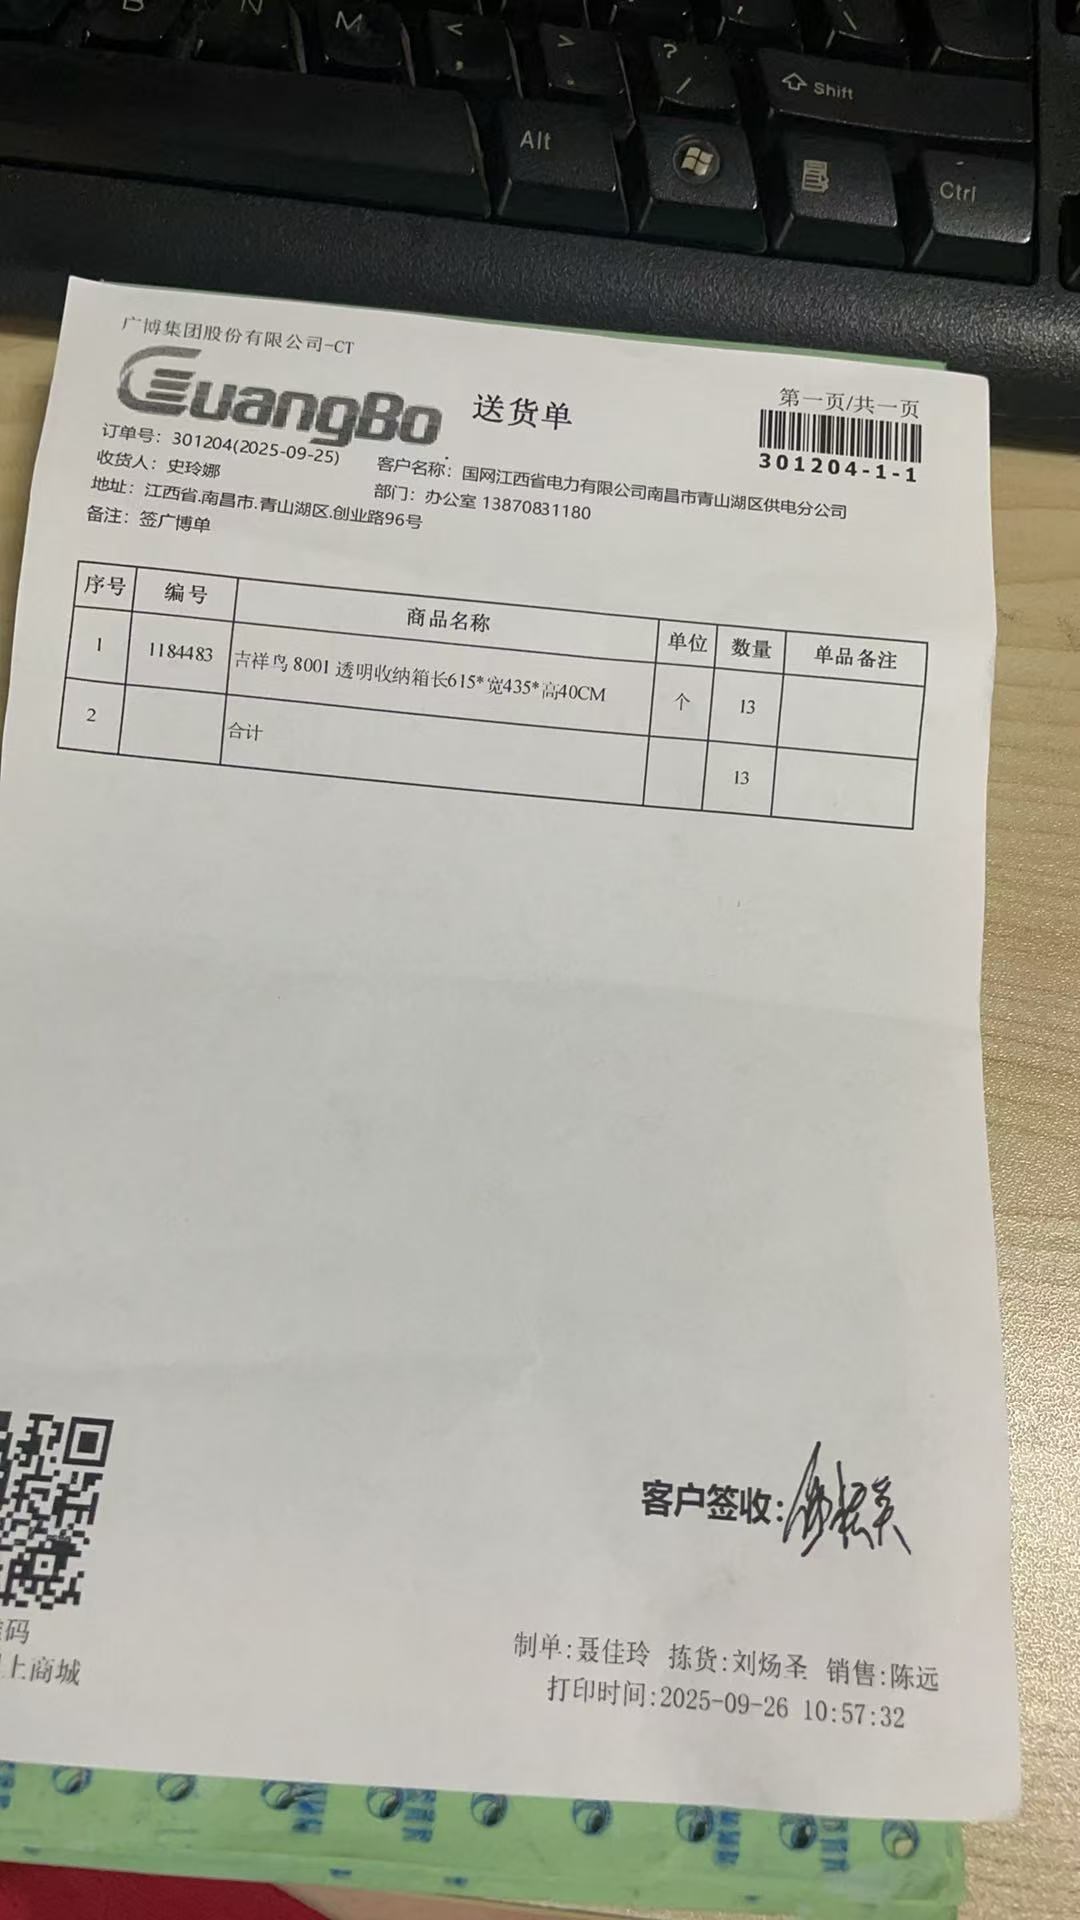 B N M < , > . ? / Shift
Alt Ctrl
广博集团股份有限公司-CT
GuangBo 送货单
第一页/共一页
301204-1-1
订单号：301204(2025-09-25)
收货人：史玲娜 客户名称：国网江西省电力有限公司南昌市青山湖区供电分公司
地址：江西省.南昌市.青山湖区.创业路96号 部门：办公室 13870831180
备注：签广博单
序号 编号 商品名称 单位 数量 单品备注
1 1184483 吉祥鸟 8001 透明收纳箱长615*宽435*高40CM 个 13
2 合计 13
客户签收:
码
上商城
制单:聂佳玲 拣货:刘炀圣 销售:陈远
打印时间:2025-09-26 10:57:32